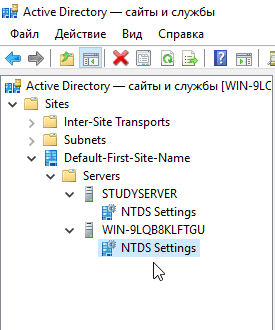 Active Directory — сайты и службы
Файл Действие Вид Справка
Active Directory — сайты и службы [WIN-9LC
Sites
Inter-Site Transports
Subnets
Default-First-Site-Name
Servers
STUDYSERVER
NTDS Settings
WIN-9LQB8KLFTGU
NTDS Settings